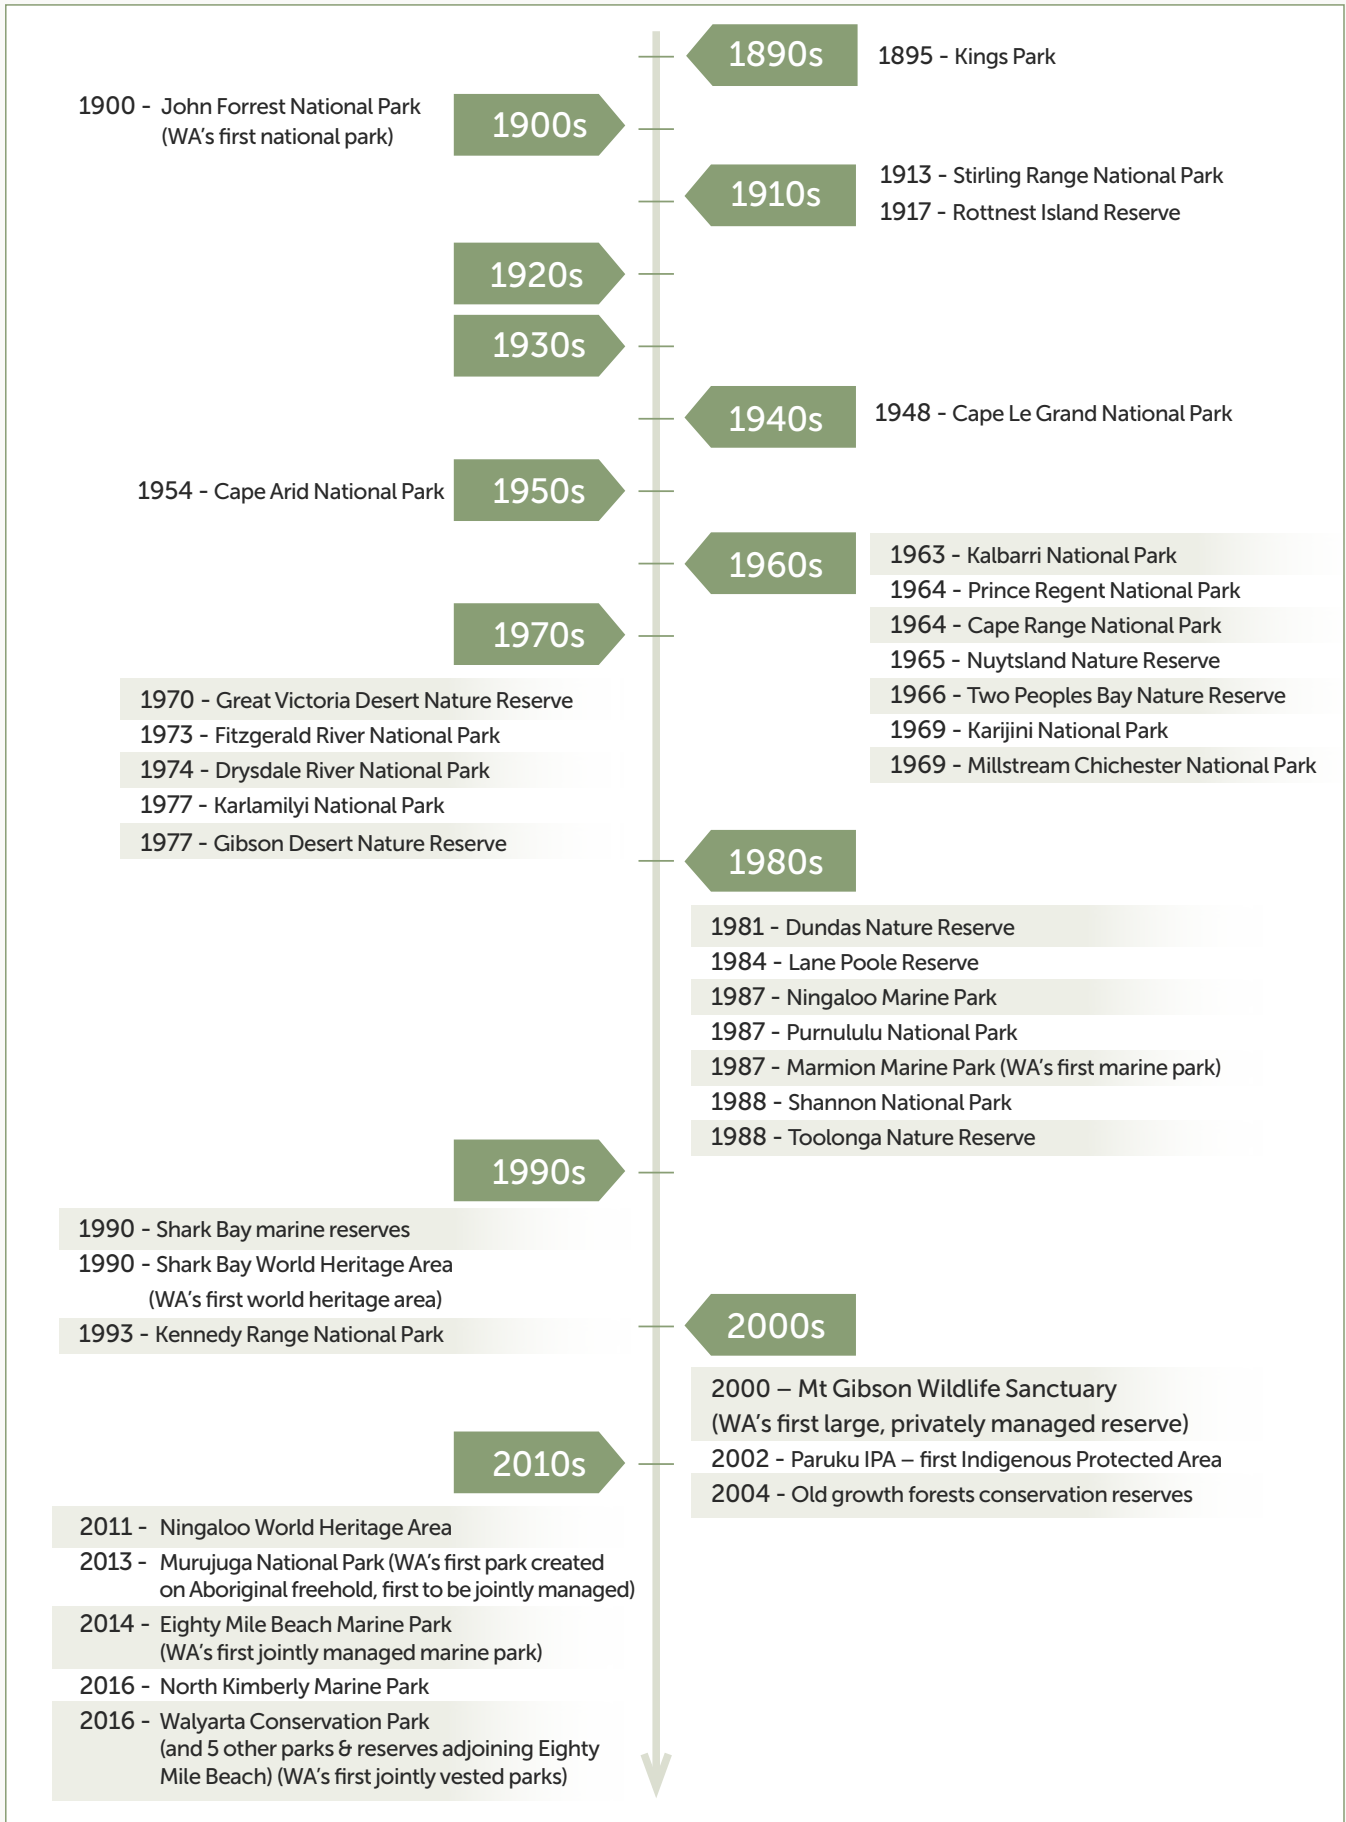 1890s
1895 - Kings Park
1900s
1900 - John Forrest National Park
(WA's first national park)
1910s
1913 - Stirling Range National Park
1917 - Rottnest Island Reserve
1920s
1930s
1940s
1948 - Cape Le Grand National Park
1950s
1954 - Cape Arid National Park
1960s
1963 - Kalbarri National Park
1964 - Prince Regent National Park
1964 - Cape Range National Park
1965 - Nuytsland Nature Reserve
1966 - Two Peoples Bay Nature Reserve
1969 - Karijini National Park
1969 - Millstream Chichester National Park
1970s
1970 - Great Victoria Desert Nature Reserve
1973 - Fitzgerald River National Park
1974 - Drysdale River National Park
1977 - Karlamilyi National Park
1977 - Gibson Desert Nature Reserve
1980s
1981 - Dundas Nature Reserve
1984 - Lane Poole Reserve
1987 - Ningaloo Marine Park
1987 - Purnululu National Park
1987 - Marmion Marine Park (WA's first marine park)
1988 - Shannon National Park
1988 - Toolonga Nature Reserve
1990s
1990 - Shark Bay marine reserves
1990 - Shark Bay World Heritage Area
(WA's first world heritage area)
1993 - Kennedy Range National Park
2000s
2000 – Mt Gibson Wildlife Sanctuary
(WA's first large, privately managed reserve)
2002 - Paruku IPA – first Indigenous Protected Area
2004 - Old growth forests conservation reserves
2010s
2011 - Ningaloo World Heritage Area
2013 - Murujuga National Park (WA's first park created
on Aboriginal freehold, first to be jointly managed)
2014 - Eighty Mile Beach Marine Park
(WA's first jointly managed marine park)
2016 - North Kimberly Marine Park
2016 - Walyarta Conservation Park
(and 5 other parks & reserves adjoining Eighty
Mile Beach) (WA's first jointly vested parks)